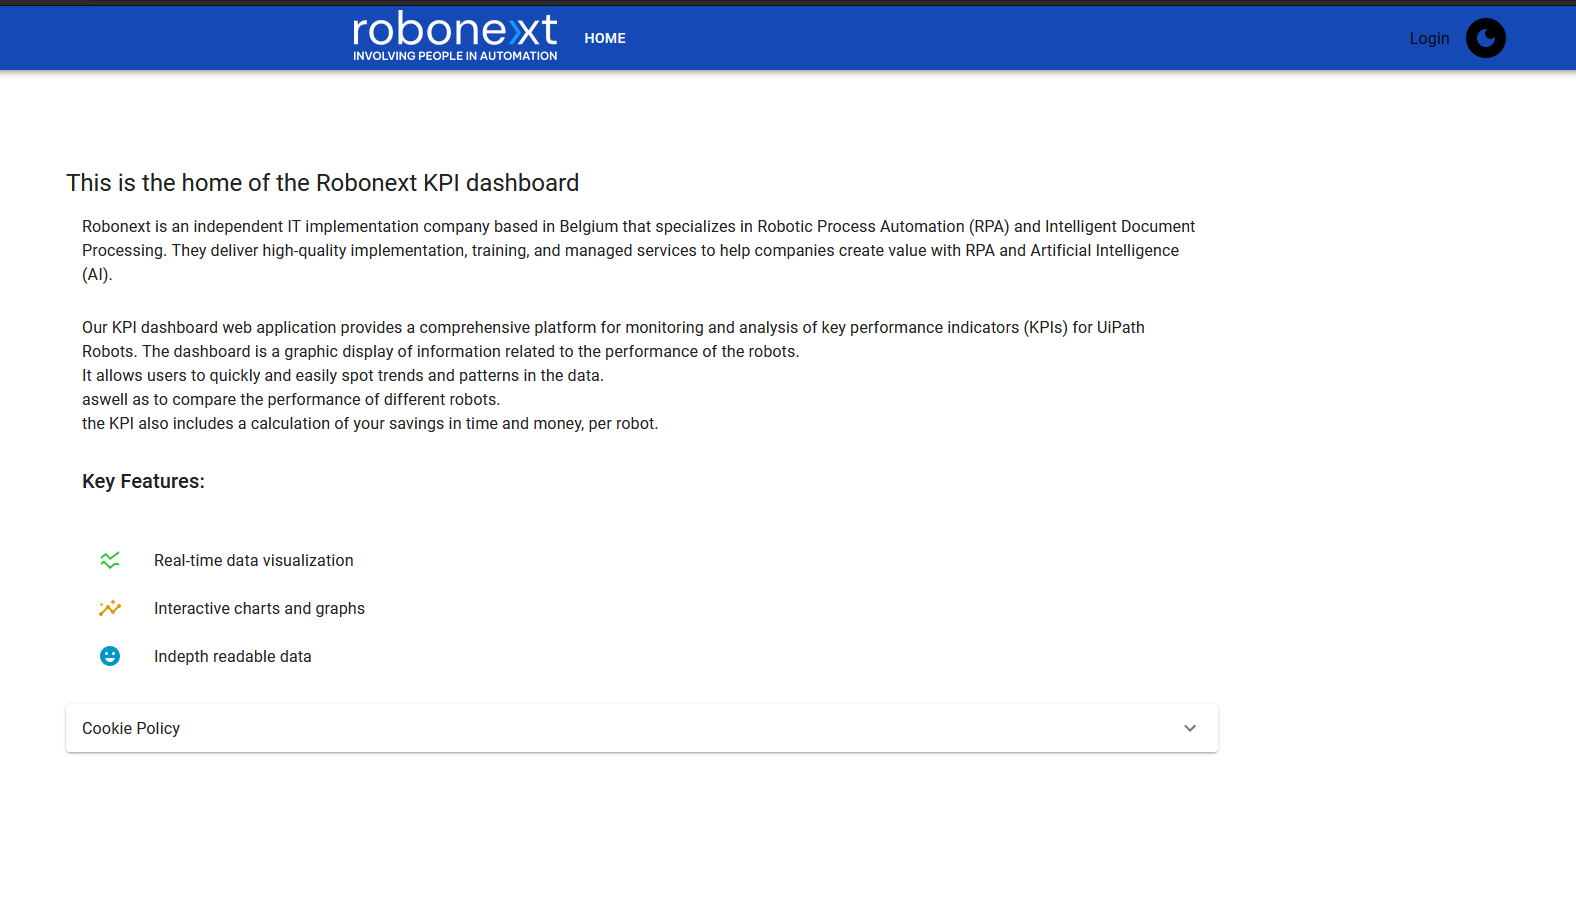 robonext
INVOLVING PEOPLE IN AUTOMATION
HOME
Login
This is the home of the Robonext KPI dashboard
Robonext is an independent IT implementation company based in Belgium that specializes in Robotic Process Automation (RPA) and Intelligent Document
Processing. They deliver high-quality implementation, training, and managed services to help companies create value with RPA and Artificial Intelligence
(AI).
Our KPI dashboard web application provides a comprehensive platform for monitoring and analysis of key performance indicators (KPIs) for UiPath
Robots. The dashboard is a graphic display of information related to the performance of the robots.
It allows users to quickly and easily spot trends and patterns in the data.
aswell as to compare the performance of different robots.
the KPI also includes a calculation of your savings in time and money, per robot.
Key Features:
Real-time data visualization
Interactive charts and graphs
Indepth readable data
Cookie Policy